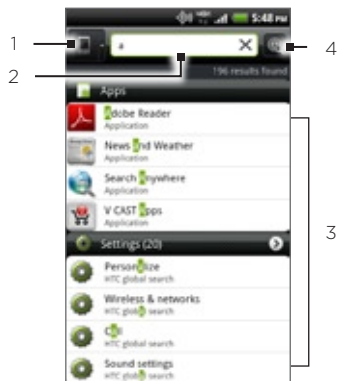 5:48 PM
1
a
4
2
196 results found
Apps
Adobe Reader
Application
News and Weather
Application
Search Anywhere
Application
V CAST Apps
Application
3
Settings (20)
Personalize
HTC global search
Wireless & networks
HTC global search
Call
HTC global search
Sound settings
HTC global search